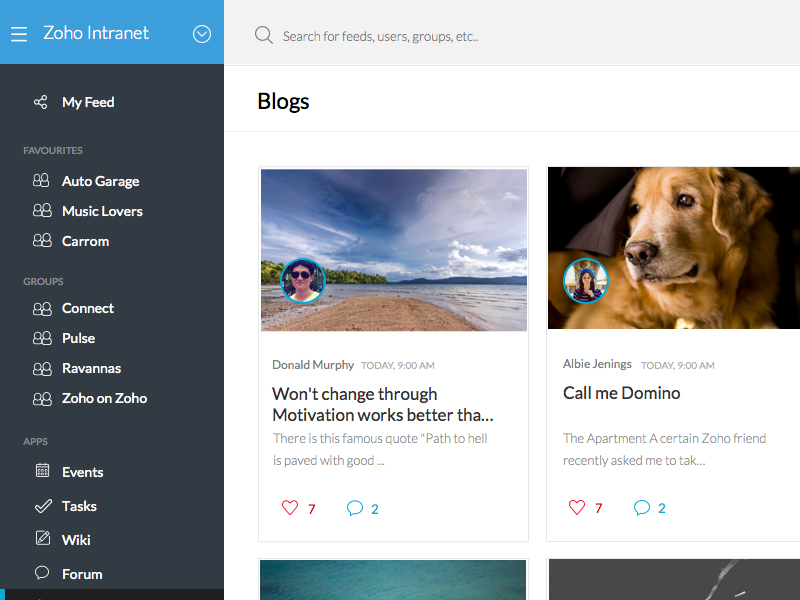 Zoho Intranet
Search for feeds, users, groups, etc..
My Feed
FAVOURITES
Auto Garage
Music Lovers
Carrom
GROUPS
Connect
Pulse
Ravannas
Zoho on Zoho
APPS
Events
Tasks
Wiki
Forum
Blogs
Donald Murphy TODAY, 9:00 AM
Won't change through
Motivation works better tha...
There is this famous quote "Path to hell
is paved with good ...
7 2
Albie Jenings TODAY, 9:00 AM
Call me Domino
The Apartment A certain Zoho friend
recently asked me to tak...
7 2